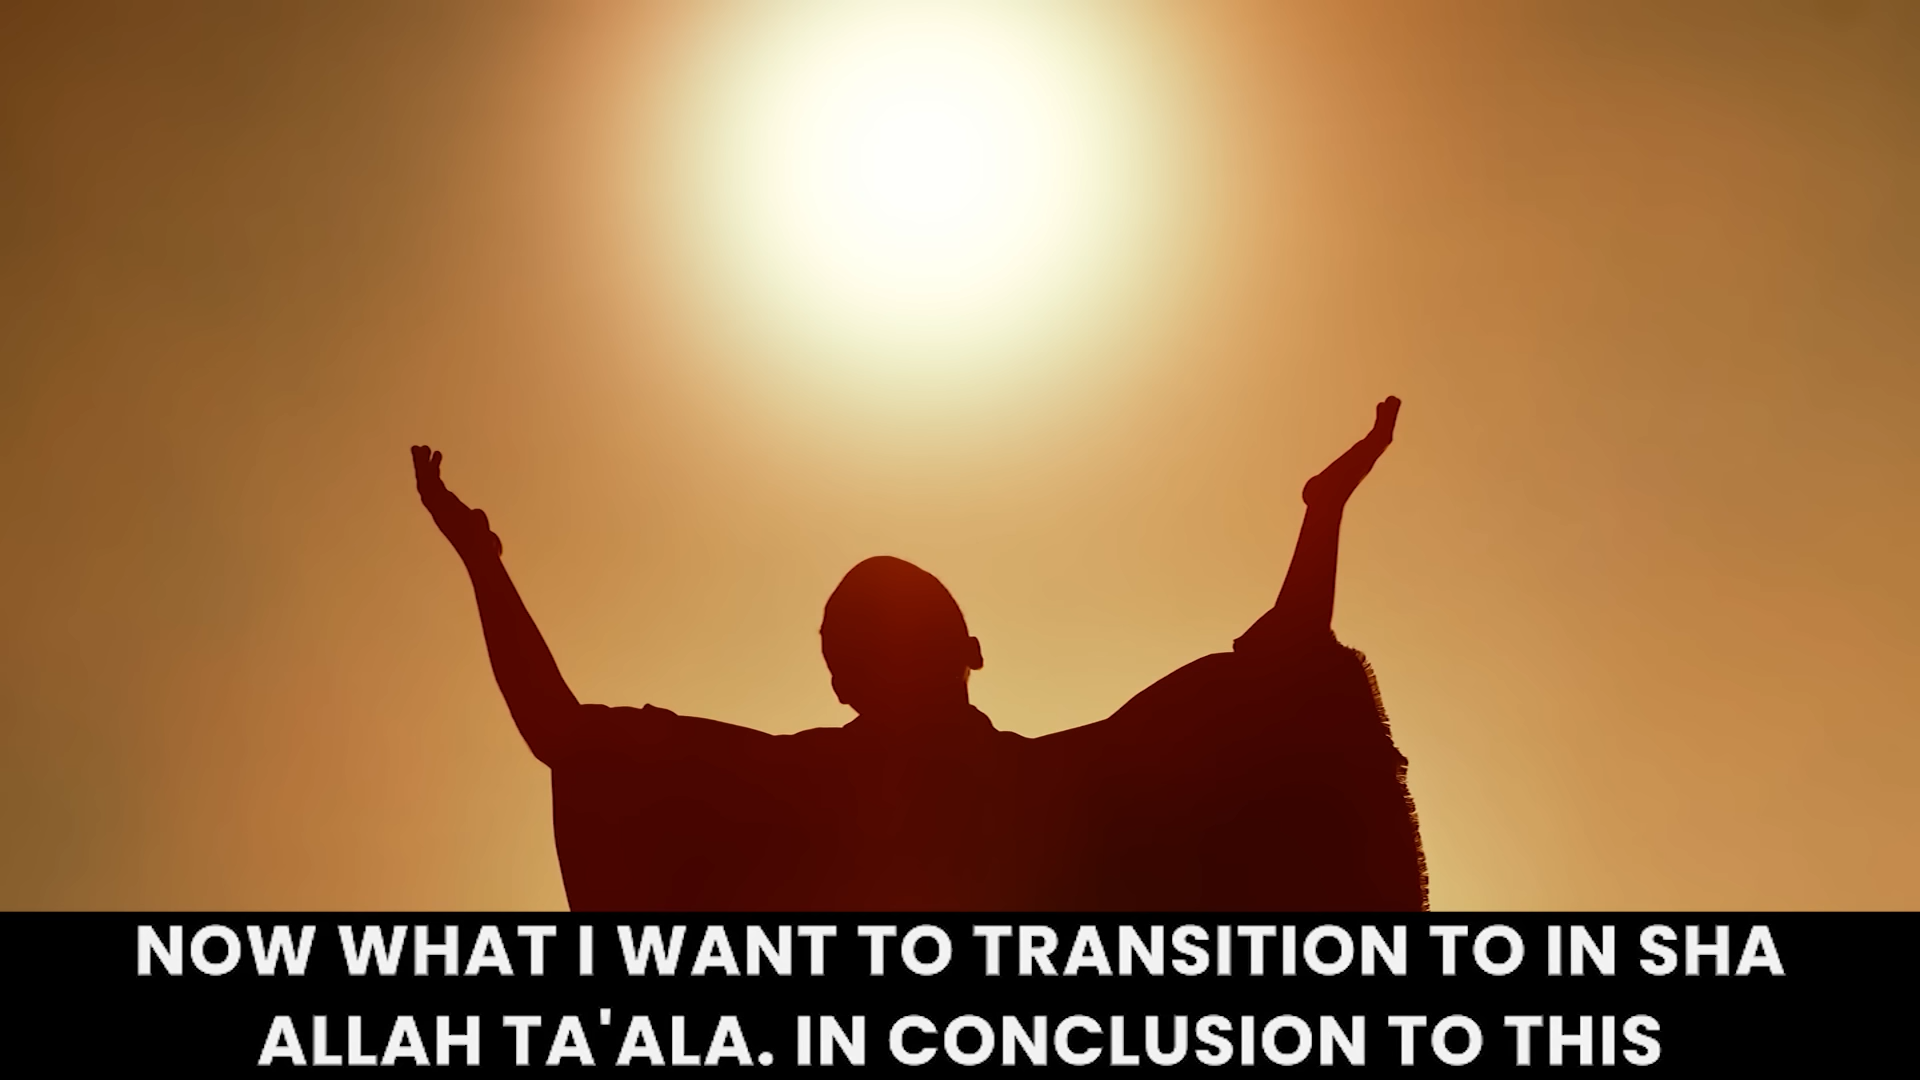 NOW WHAT I WANT TO TRANSITION TO IN SHA
ALLAH TA'ALA. IN CONCLUSION TO THIS